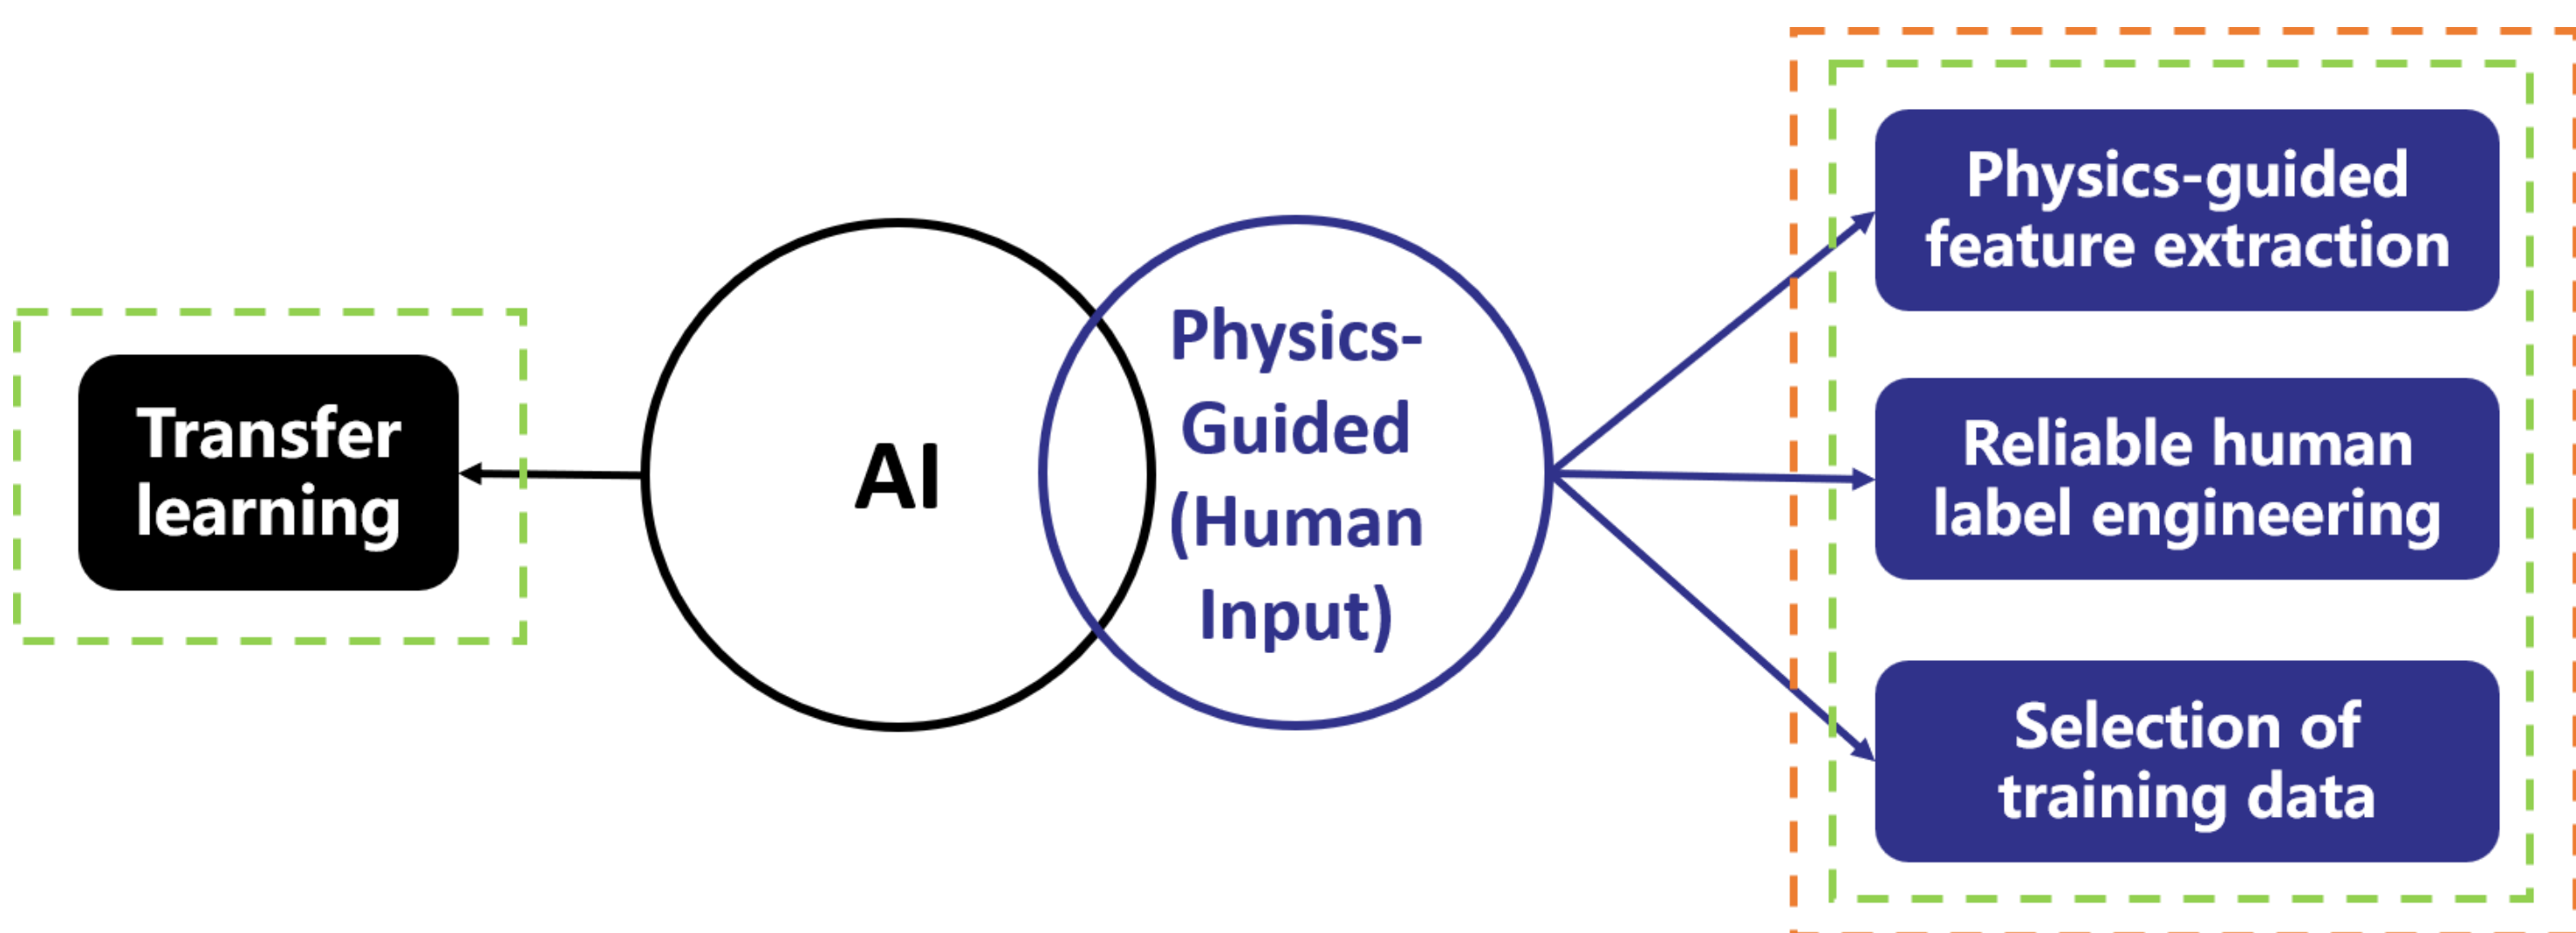 Transfer
learning
AI
Physics-
Guided
(Human
Input)
Physics-guided
feature extraction
Reliable human
label engineering
Selection of
training data